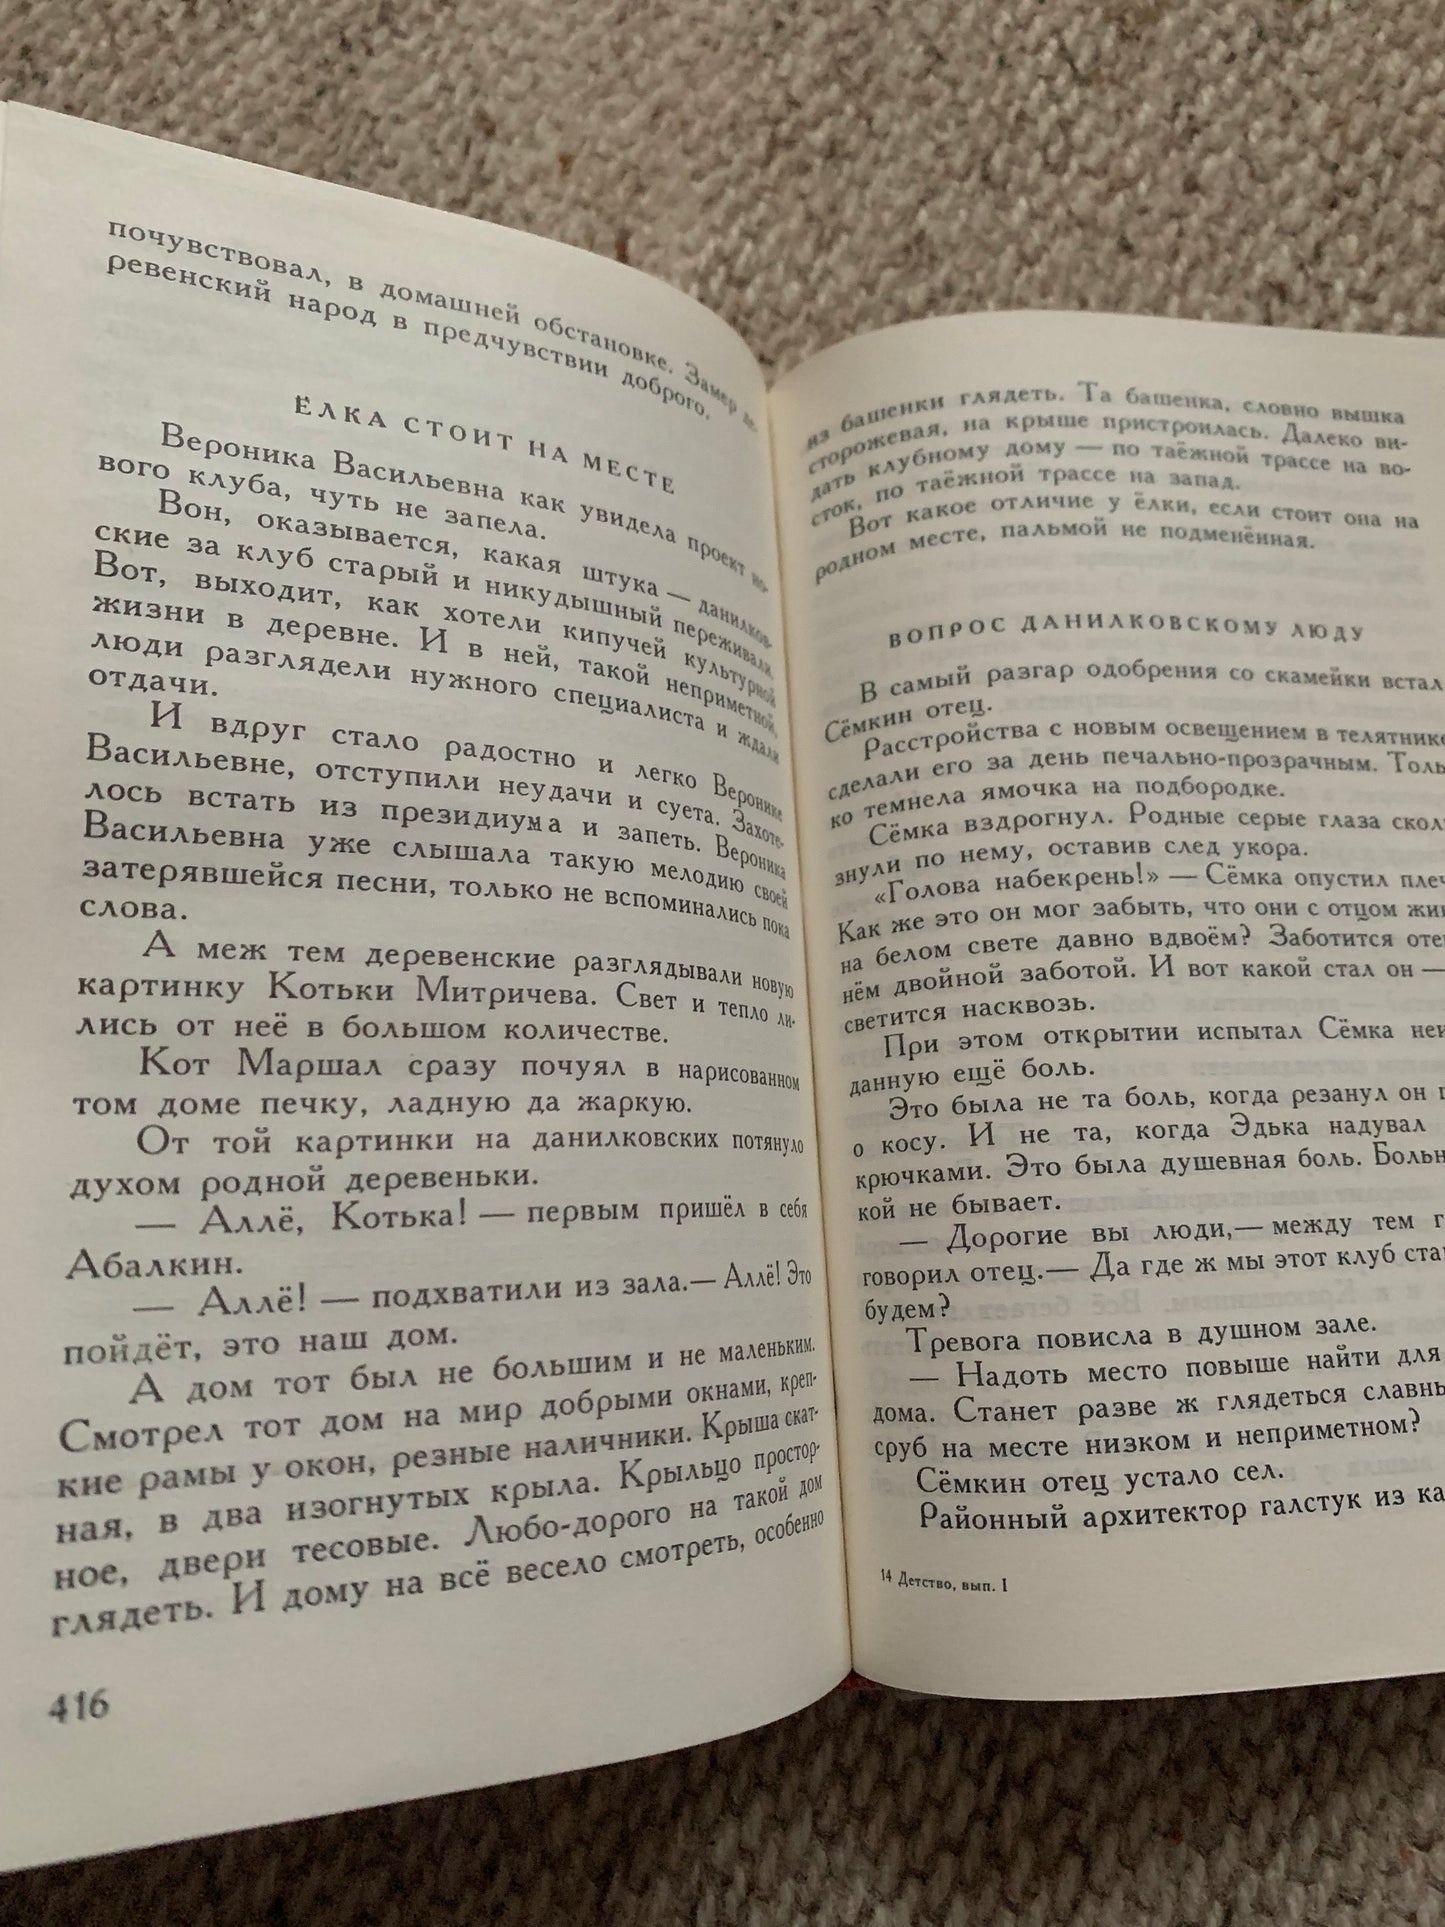 почувствовал, в домашней обстановке. Замер де-
ревенский народ в предчувствии доброго.
ЁЛКА СТОИТ НА МЕСТЕ
Вероника Васильевна как увидела проект но-
вого клуба, чуть не запела.
Вон, оказывается, какая штука — данилков-
ские за клуб старый и никудышный переживали.
Вот, выходит, как хотели кипучей культурной
жизни в деревне. И в ней, такой неприметной,
люди разглядели нужного специалиста и ждали
отдачи.
И вдруг стало радостно и легко Веронике
Васильевне, отступили неудачи и суета. Захоте-
лось встать из президиума и запеть. Вероника
Васильевна уже слышала такую мелодию своей
затерявшейся песни, только не вспоминались пока
слова.
А меж тем деревенские разглядывали новую
картинку Котьки Митричева. Свет и тепло ли-
лись от неё в большом количестве.
Кот Маршал сразу почуял в нарисованном
том доме печку, ладную да жаркую.
От той картинки на данилковских потянуло
духом родной деревеньки.
— Аллё, Котька! — первым пришёл в себя
Абалкин.
— Аллё! — подхватили из зала.— Аллё! Это
пойдёт, это наш дом.
А дом тот был не большим и не маленьким.
Смотрел тот дом на мир добрыми окнами, креп-
кие рамы у окон, резные наличники. Крыша скат-
ная, в два изогнутых крыла. Крыльцо простор-
ное, двери тесовые. Любо-дорого на такой дом
глядеть. И дому на всё весело смотреть, особенно
416
из башенки глядеть. Та башенка, словно вышка
сторожевая, на крыше пристроилась. Далеко ви-
дать клубному дому — по таёжной трассе на во-
сток, по таёжной трассе на запад.
Вот какое отличие у ёлки, если стоит она на
родном месте, пальмой не подменённая.
ВОПРОС ДАНИЛКОВСКОМУ ЛЮДУ
В самый разгар одобрения со скамейки встал
Сёмкин отец.
Расстройства с новым освещением в телятнике
сделали его за день печально-прозрачным. Толь
ко темнела ямочка на подбородке.
Сёмка вздрогнул. Родные серые глаза сколь
знули по нему, оставив след укора.
«Голова набекрень!» — Сёмка опустил плеч
Как же это он мог забыть, что они с отцом жив
на белом свете давно вдвоём? Заботится оте
нём двойной заботой. И вот какой стал он —
светится насквозь.
При этом открытии испытал Сёмка неи
данную ещё боль.
Это была не та боль, когда резанул он п
о косу. И не та, когда Эдька надувал
крючками. Это была душевная боль. Больн
кой не бывает.
— Дорогие вы люди,— между тем г
говорил отец.— Да где ж мы этот клуб ста
будем?
Тревога повисла в душном зале.
— Надоть место повыше найти для
дома. Станет разве ж глядеться славны
сруб на месте низком и неприметном?
Сёмкин отец устало сел.
Районный архитектор галстук из ка
14 Детство, вып. I